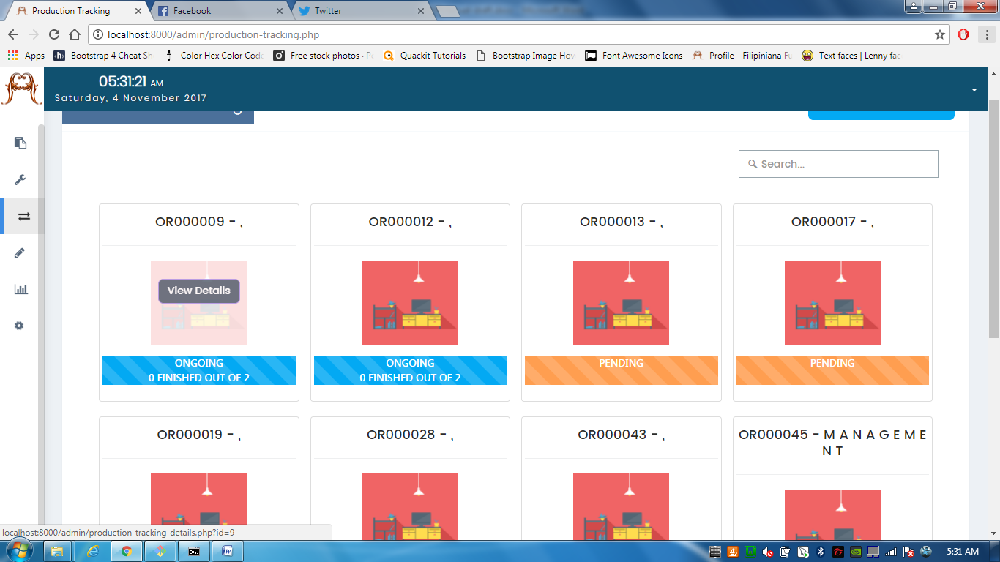 Production Tracking
Facebook
Twitter
localhost:8000/admin/production-tracking.php
Apps
Bootstrap 4 Cheat Sh
Color Hex Color Code
Free stock photos · Pe
Quackit Tutorials
Bootstrap Image Hov
Font Awesome Icons
Profile - Filipiniana Fu
Text faces | Lenny fac
05:31:21 AM
Saturday, 4 November 2017
Search...
OR000009 - ,
OR000012 - ,
OR000013 - ,
OR000017 - ,
View Details
ONGOING
0 FINISHED OUT OF 2
ONGOING
0 FINISHED OUT OF 2
PENDING
PENDING
OR000019 - ,
OR000028 - ,
OR000043 - ,
OR000045 - M A N A G E M E
N T
localhost:8000/admin/production-tracking-details.php?id=9
5:31 AM